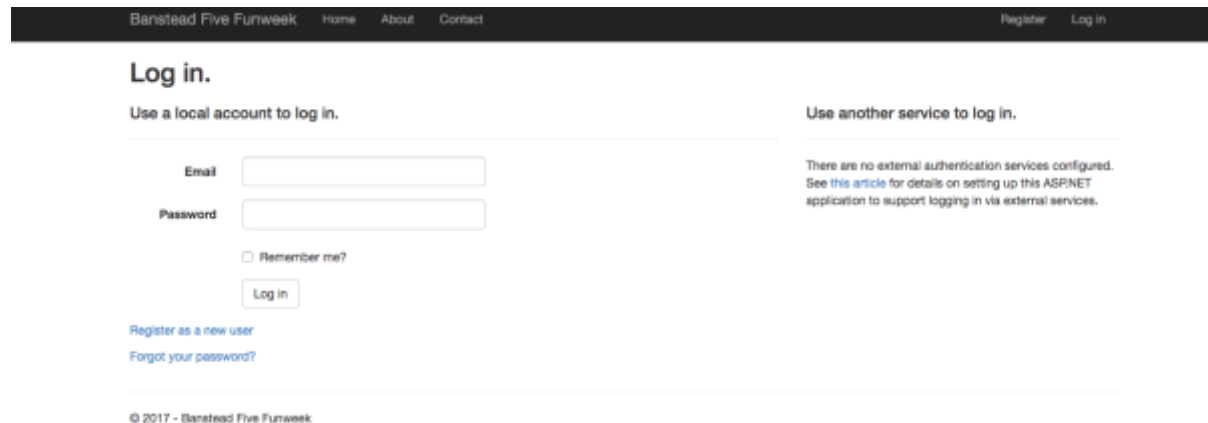 Banstead Five Funweek Home About Contact Register Log in
Log in.
Use a local account to log in.
Email
Password
Remember me?
Log in
Register as a new user
Forgot your password?
Use another service to log in.
There are no external authentication services configured.
See this article for details on setting up this ASP.NET
application to support logging in via external services.
© 2017 - Banstead Five Funweek